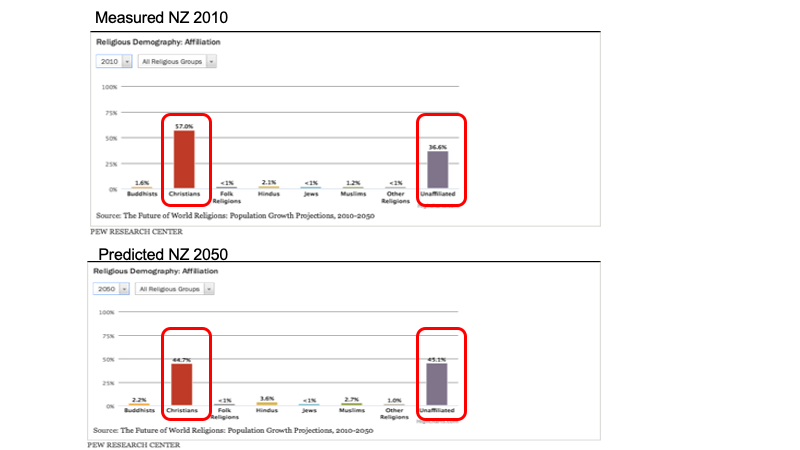 Measured NZ 2010
Religious Demography: Affiliation
2010 All Religious Groups
100%
75%
57.0%
50%
36.6%
25%
1.6% <1% 2.1% <1% 1.2% <1%
0%
Buddhists Christians Folk Religions Hindus Jews Muslims Other Religions Unaffiliated
Source: The Future of World Religions: Population Growth Projections, 2010-2050
PEW RESEARCH CENTER
Predicted NZ 2050
Religious Demography: Affiliation
2050 All Religious Groups
100%
75%
50%
44.7% 45.1%
25%
2.2% <1% 3.6% <1% 2.7% 1.0%
0%
Buddhists Christians Folk Religions Hindus Jews Muslims Other Religions Unaffiliated
Source: The Future of World Religions: Population Growth Projections, 2010-2050
PEW RESEARCH CENTER